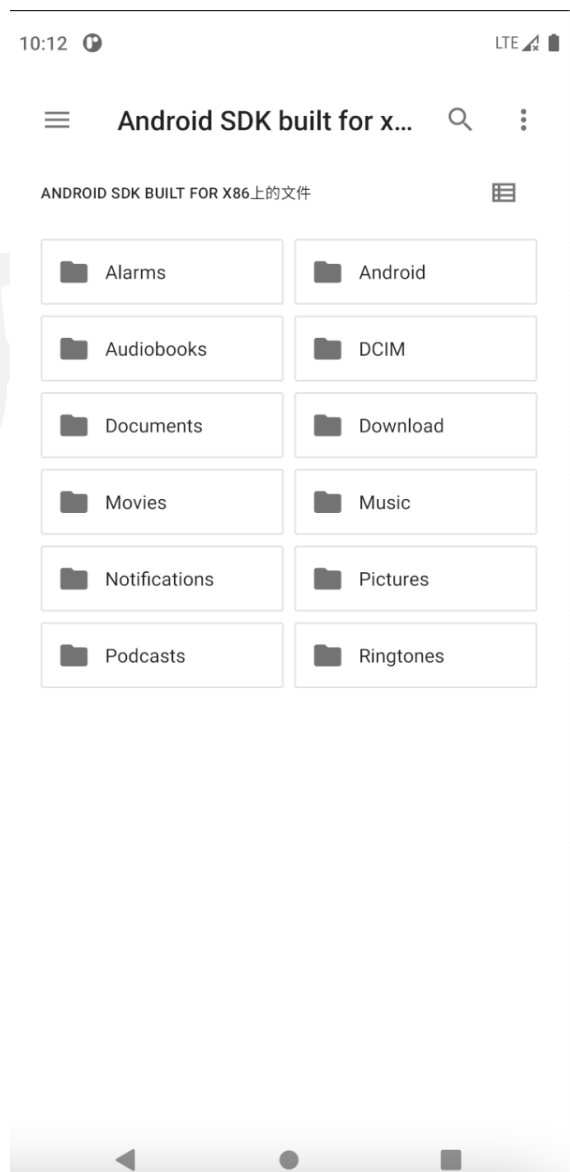 10:12 LTE
Android SDK built for x...
ANDROID SDK BUILT FOR X86上的文件
Alarms Android
Audiobooks DCIM
Documents Download
Movies Music
Notifications Pictures
Podcasts Ringtones